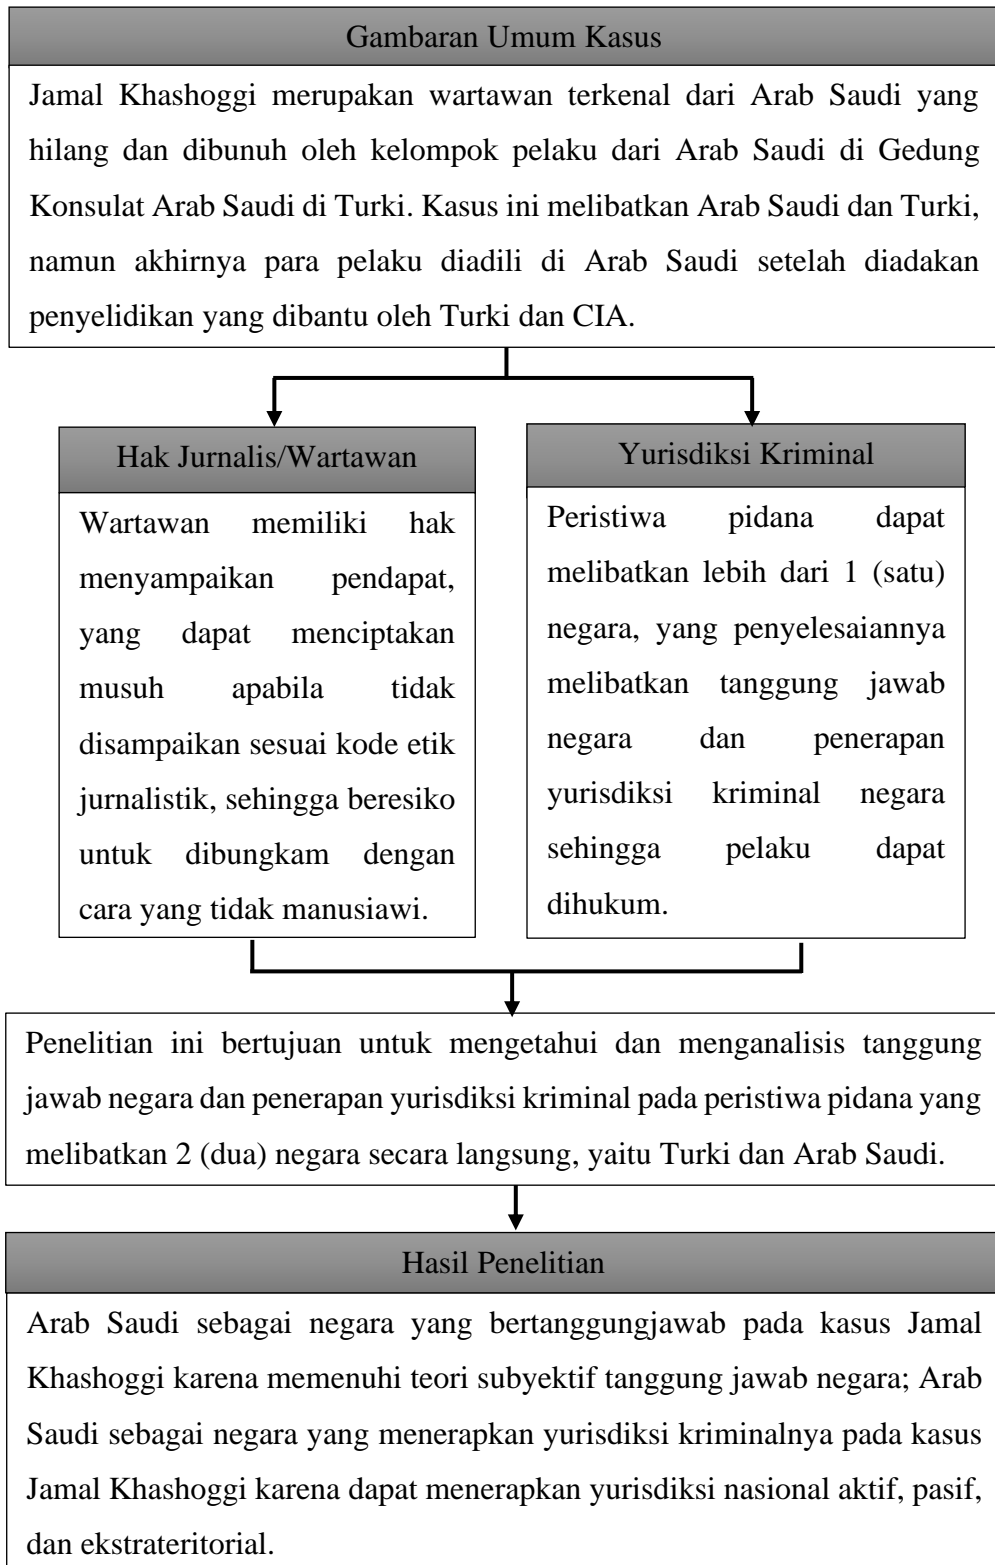 Gambaran Umum Kasus
Jamal Khashoggi merupakan wartawan terkenal dari Arab Saudi yang
hilang dan dibunuh oleh kelompok pelaku dari Arab Saudi di Gedung
Konsulat Arab Saudi di Turki. Kasus ini melibatkan Arab Saudi dan Turki,
namun akhirnya para pelaku diadili di Arab Saudi setelah diadakan
penyelidikan yang dibantu oleh Turki dan CIA.
Hak Jurnalis/Wartawan
Wartawan memiliki hak
menyampaikan pendapat,
yang dapat menciptakan
musuh apabila tidak
disampaikan sesuai kode etik
jurnalistik, sehingga beresiko
untuk dibungkam dengan
cara yang tidak manusiawi.
Yurisdiksi Kriminal
Peristiwa pidana dapat
melibatkan lebih dari 1 (satu)
negara, yang penyelesaiannya
melibatkan tanggung jawab
negara dan penerapan
yurisdiksi kriminal negara
sehingga pelaku dapat
dihukum.
Penelitian ini bertujuan untuk mengetahui dan menganalisis tanggung
jawab negara dan penerapan yurisdiksi kriminal pada peristiwa pidana yang
melibatkan 2 (dua) negara secara langsung, yaitu Turki dan Arab Saudi.
Hasil Penelitian
Arab Saudi sebagai negara yang bertanggungjawab pada kasus Jamal
Khashoggi karena memenuhi teori subyektif tanggung jawab negara; Arab
Saudi sebagai negara yang menerapkan yurisdiksi kriminalnya pada kasus
Jamal Khashoggi karena dapat menerapkan yurisdiksi nasional aktif, pasif,
dan ekstrateritorial.